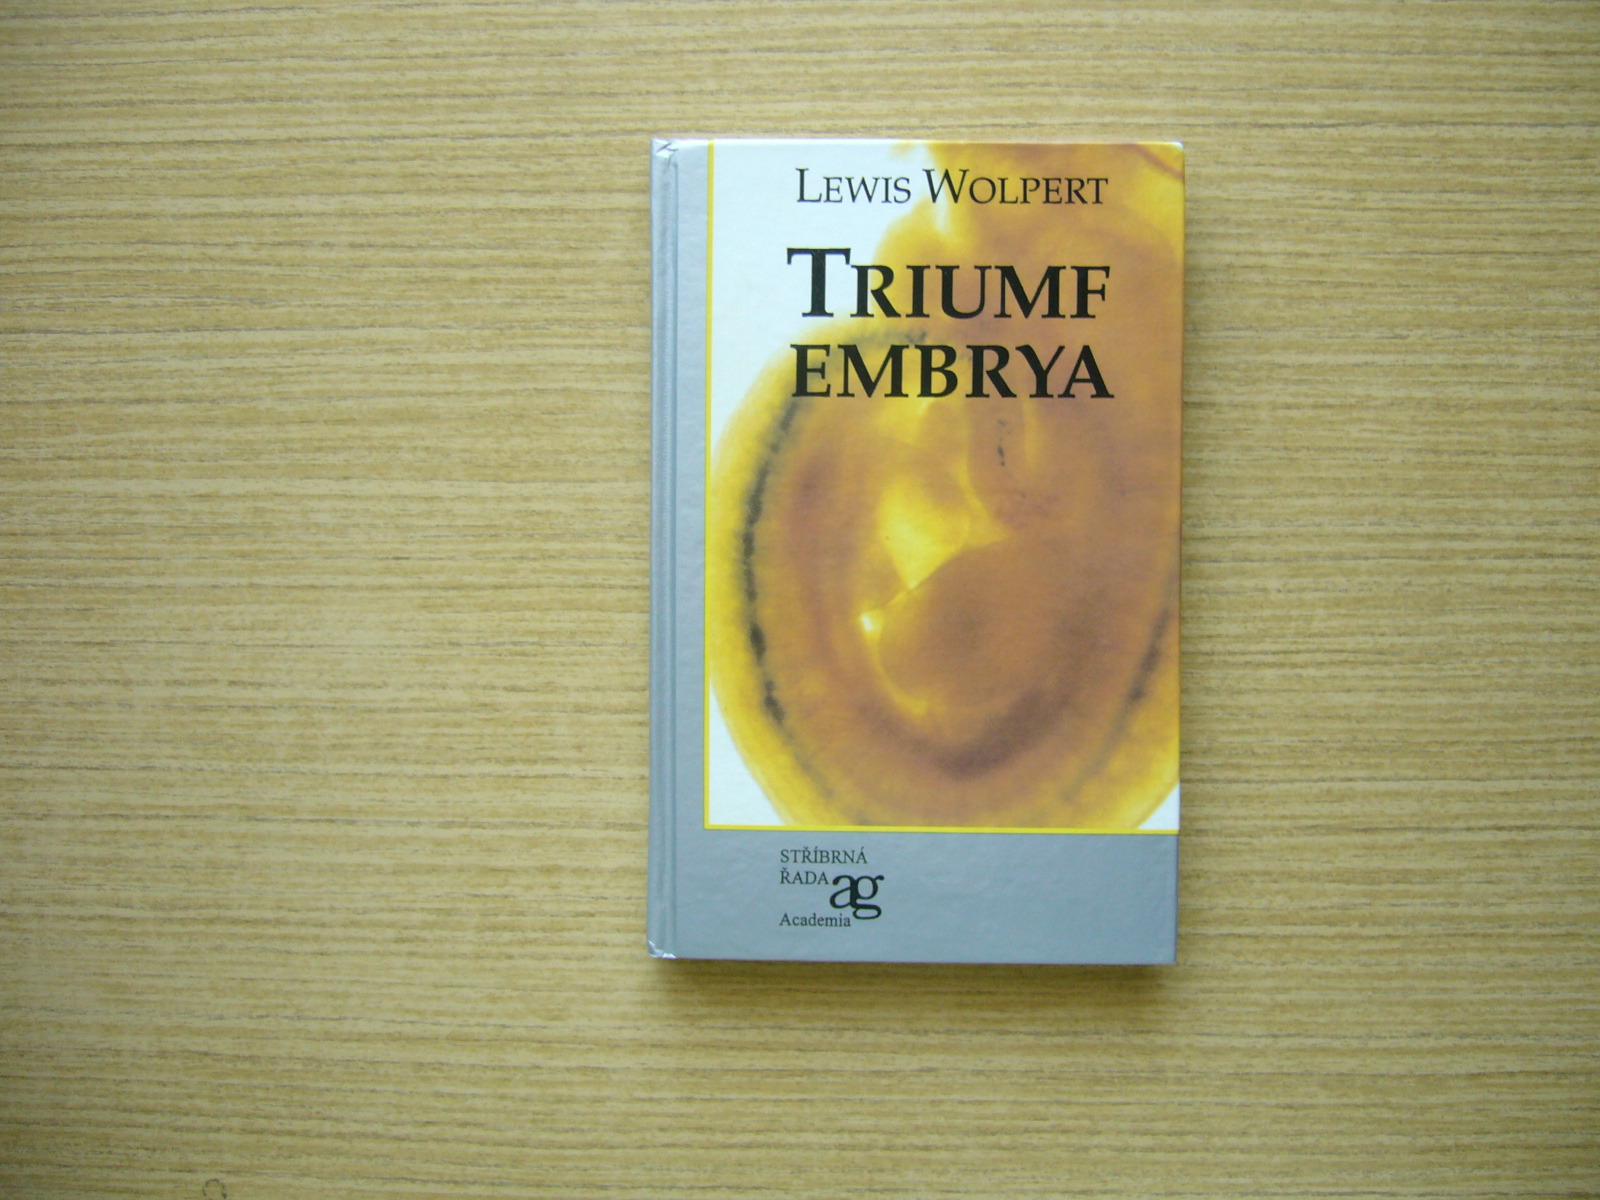 LEWIS WOLPERT
TRIUMF
EMBRYA
STŘÍBRNÁ
ŘADA
ag
Academia